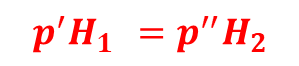 p′H₁ = p″H₂